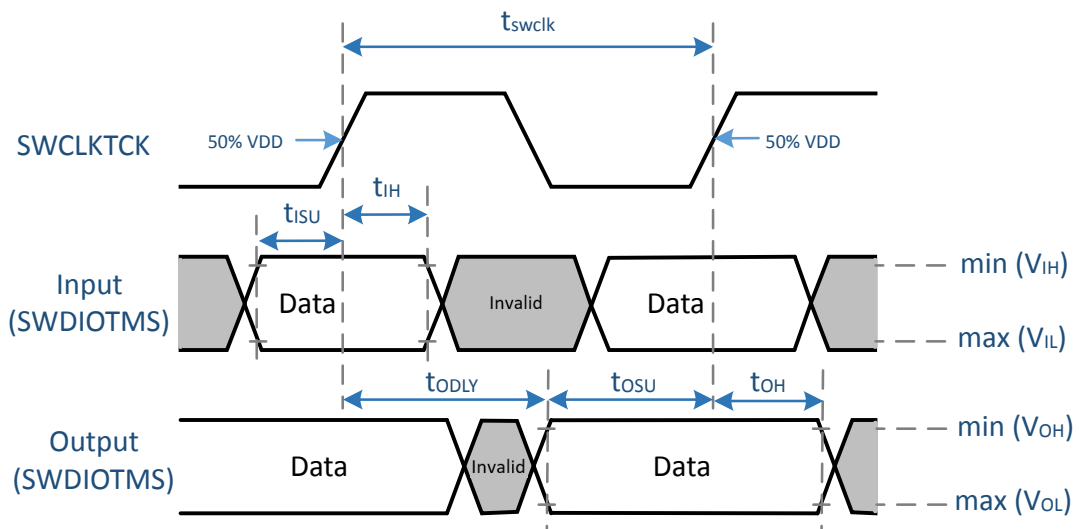 tswclk
SWCLKTCK
50% VDD
50% VDD
tIH
tISU
Input
(SWDIOTMS)
Data
Invalid
Data
min (VIH)
max (VIL)
tODLY
tOSU
tOH
Output
(SWDIOTMS)
Data
Invalid
Data
min (VOH)
max (VOL)